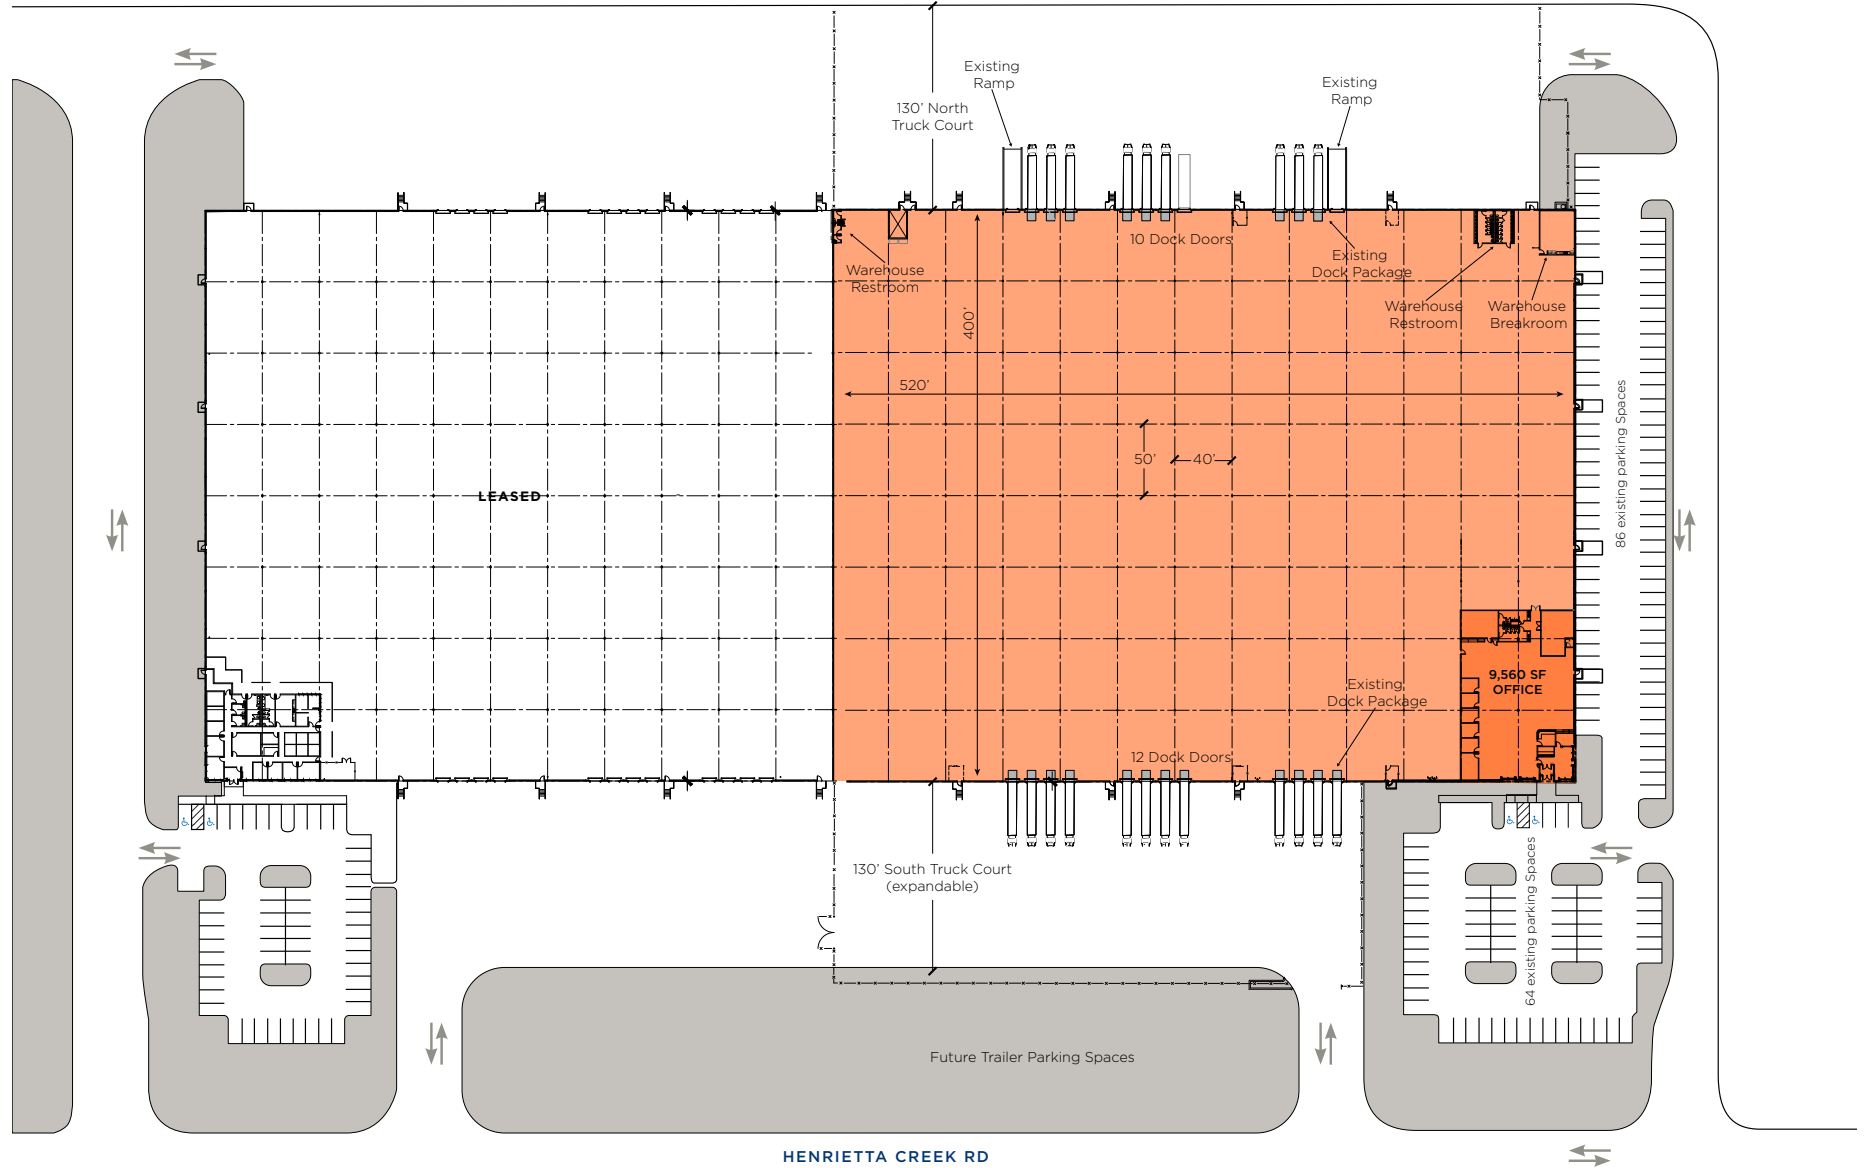 Existing
Ramp
Existing
Ramp
130' North
Truck Court
10 Dock Doors
Existing
Dock Package
Warehouse
Restroom
Warehouse
Restroom
Warehouse
Breakroom
400'
520'
50'
40'
LEASED
86 existing parking Spaces
9,560 SF
OFFICE
Existing
Dock Package
12 Dock Doors
130' South Truck Court
(expandable)
64 existing parking Spaces
Future Trailer Parking Spaces
HENRIETTA CREEK RD